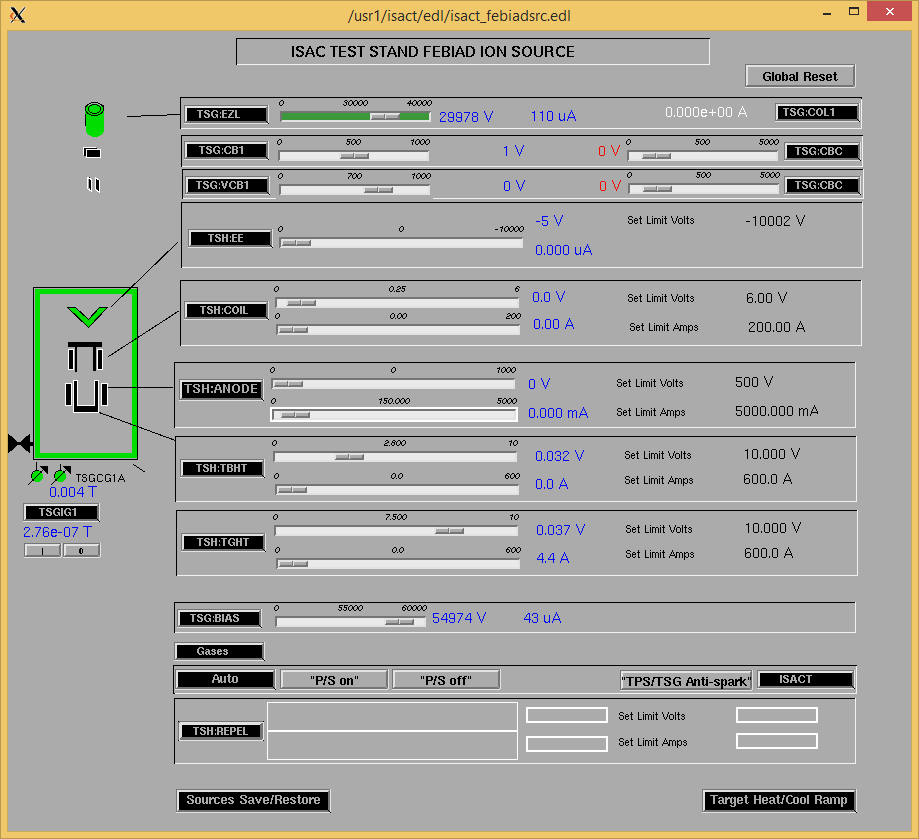 /usr1/isact/edl/isact_febiadsrc.edl
ISAC TEST STAND FEBIAD ION SOURCE
Global Reset
TSG:EZL 0 30000 40000 29978 V 110 uA 0.000e+00 A TSG:COL1
TSG:CB1 0 500 1000 1 V 0 V 0 500 5000 TSG:CBC
TSG:VCB1 0 700 1000 0 V 0 V 0 500 5000 TSG:CBC
TSH:EE 0 0 -10000 -5 V Set Limit Volts -10002 V
0.000 uA
TSH:COIL 0 0.25 6 0.0 V Set Limit Volts 6.00 V
0 0.00 200 0.00 A Set Limit Amps 200.00 A
TSH:ANODE 0 0 1000 0 V Set Limit Volts 500 V
0 150.000 5000 0.000 mA Set Limit Amps 5000.000 mA
TSH:TBHT 0 2.800 10 0.032 V Set Limit Volts 10.000 V
0 0.0 600 0.0 A Set Limit Amps 600.0 A
TSGCG1A
0.004 T
TSGIG1
2.76e-07 T
I 0
TSH:TGHT 0 7.500 10 0.037 V Set Limit Volts 10.000 V
0 0.0 600 4.4 A Set Limit Amps 600.0 A
TSG:BIAS 0 55000 60000 54974 V 43 uA
Gases
Auto "P/S on" "P/S off" "TPS/TSG Anti-spark" ISACT
TSH:REPEL Set Limit Volts
Set Limit Amps
Sources Save/Restore Target Heat/Cool Ramp